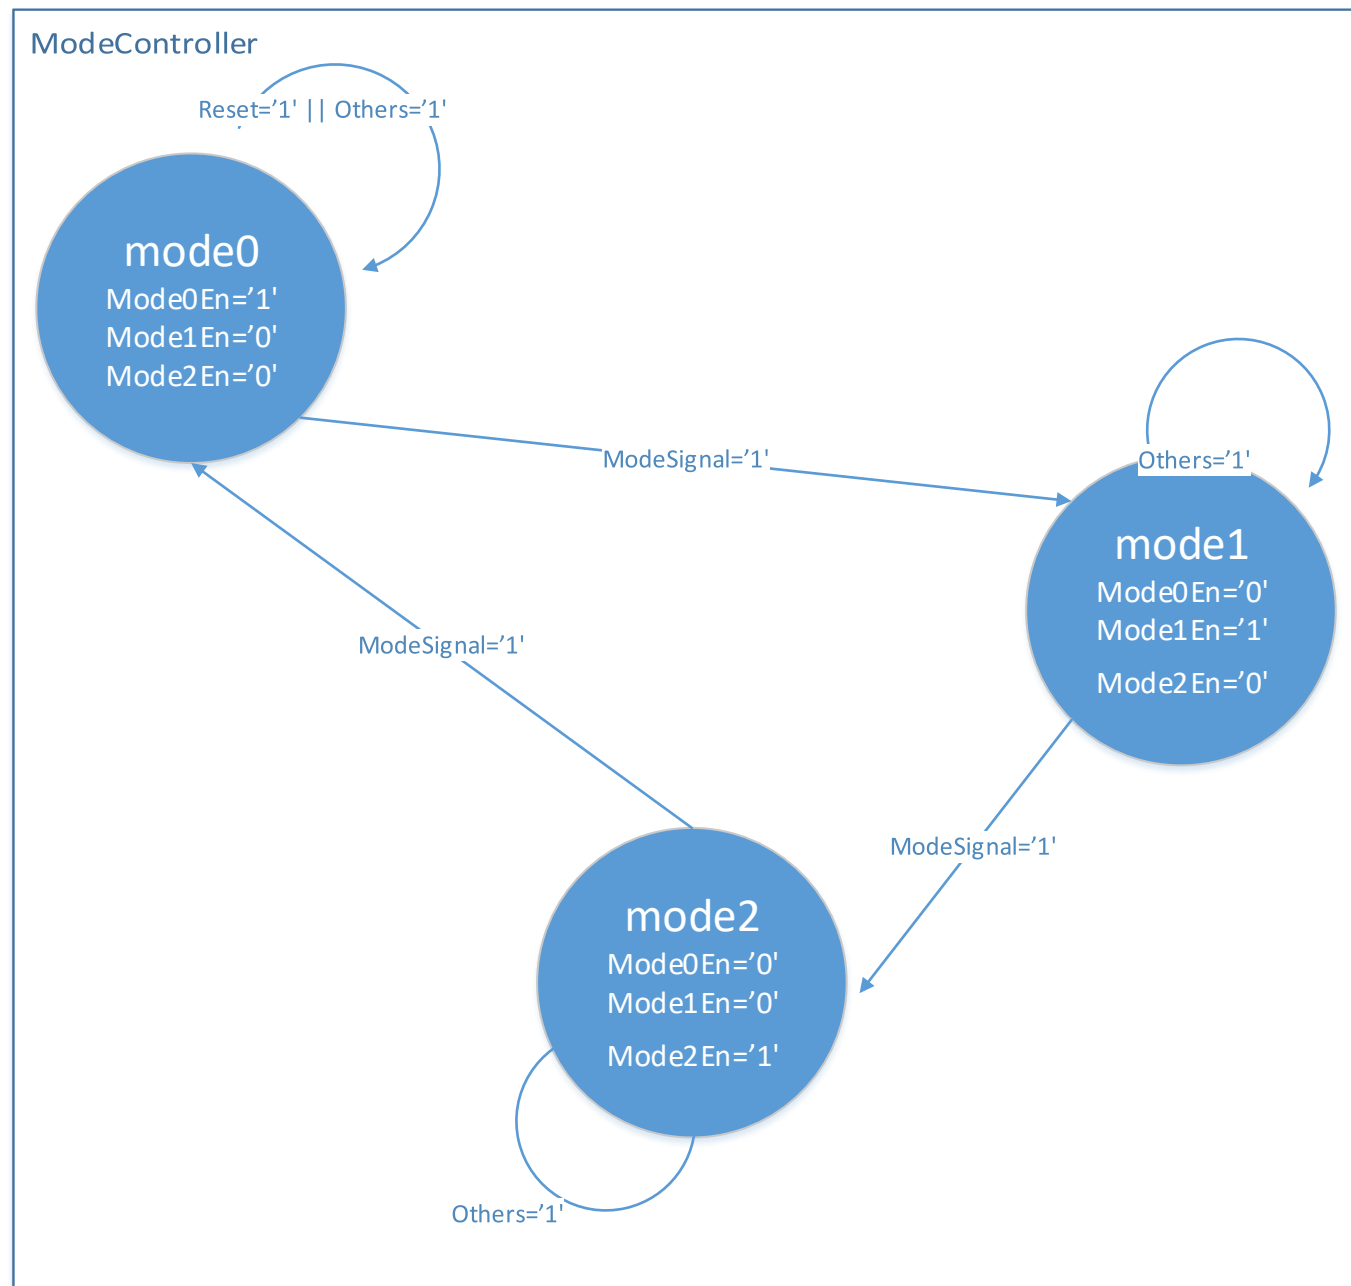 ModeController
Reset=’1' || Others=’1'
mode0
Mode0En=’1'
Mode1En=’0'
Mode2En=’0'
ModeSignal=’1'
Others=’1'
mode1
Mode0En=’0'
Mode1En=’1'
Mode2En=’0'
ModeSignal=’1'
ModeSignal=’1'
mode2
Mode0En=’0'
Mode1En=’0'
Mode2En=’1'
Others=’1'